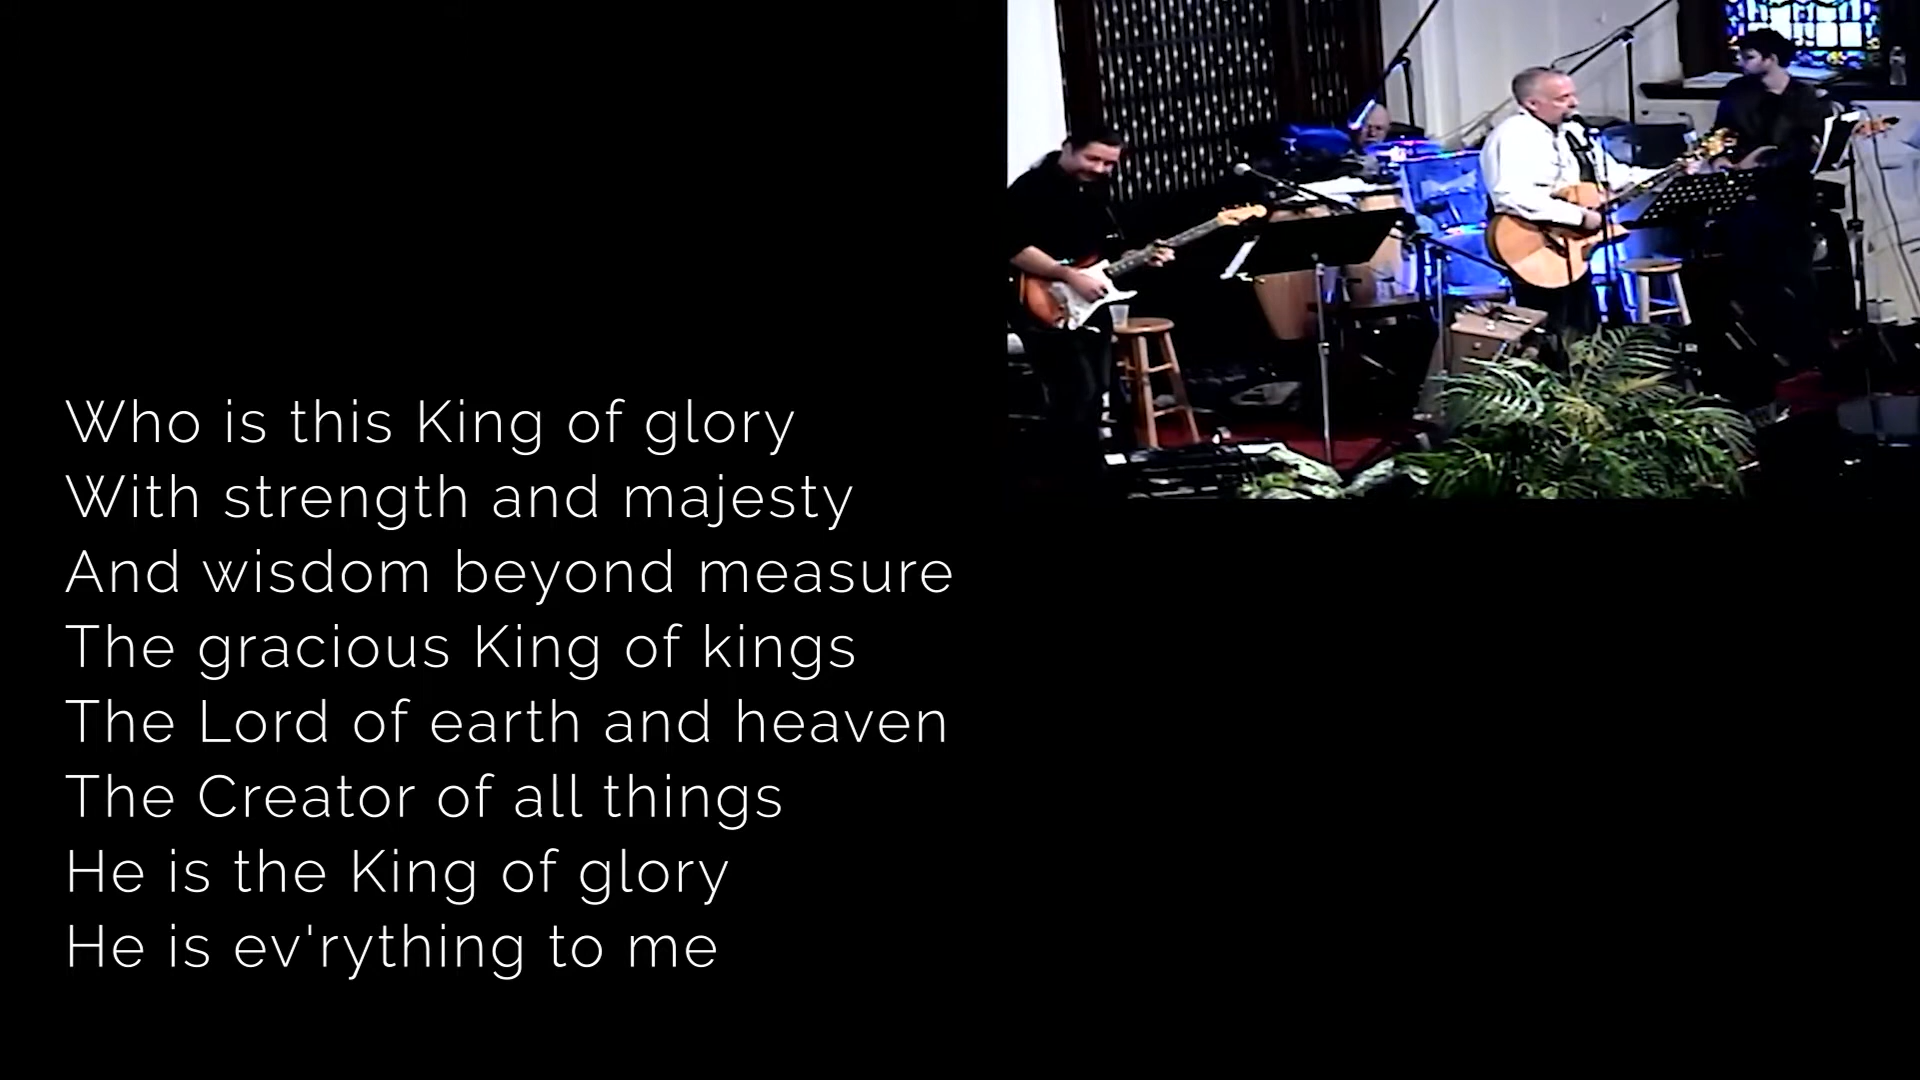 Who is this King of glory
With strength and majesty
And wisdom beyond measure
The gracious King of kings
The Lord of earth and heaven
The Creator of all things
He is the King of glory
He is ev'rything to me